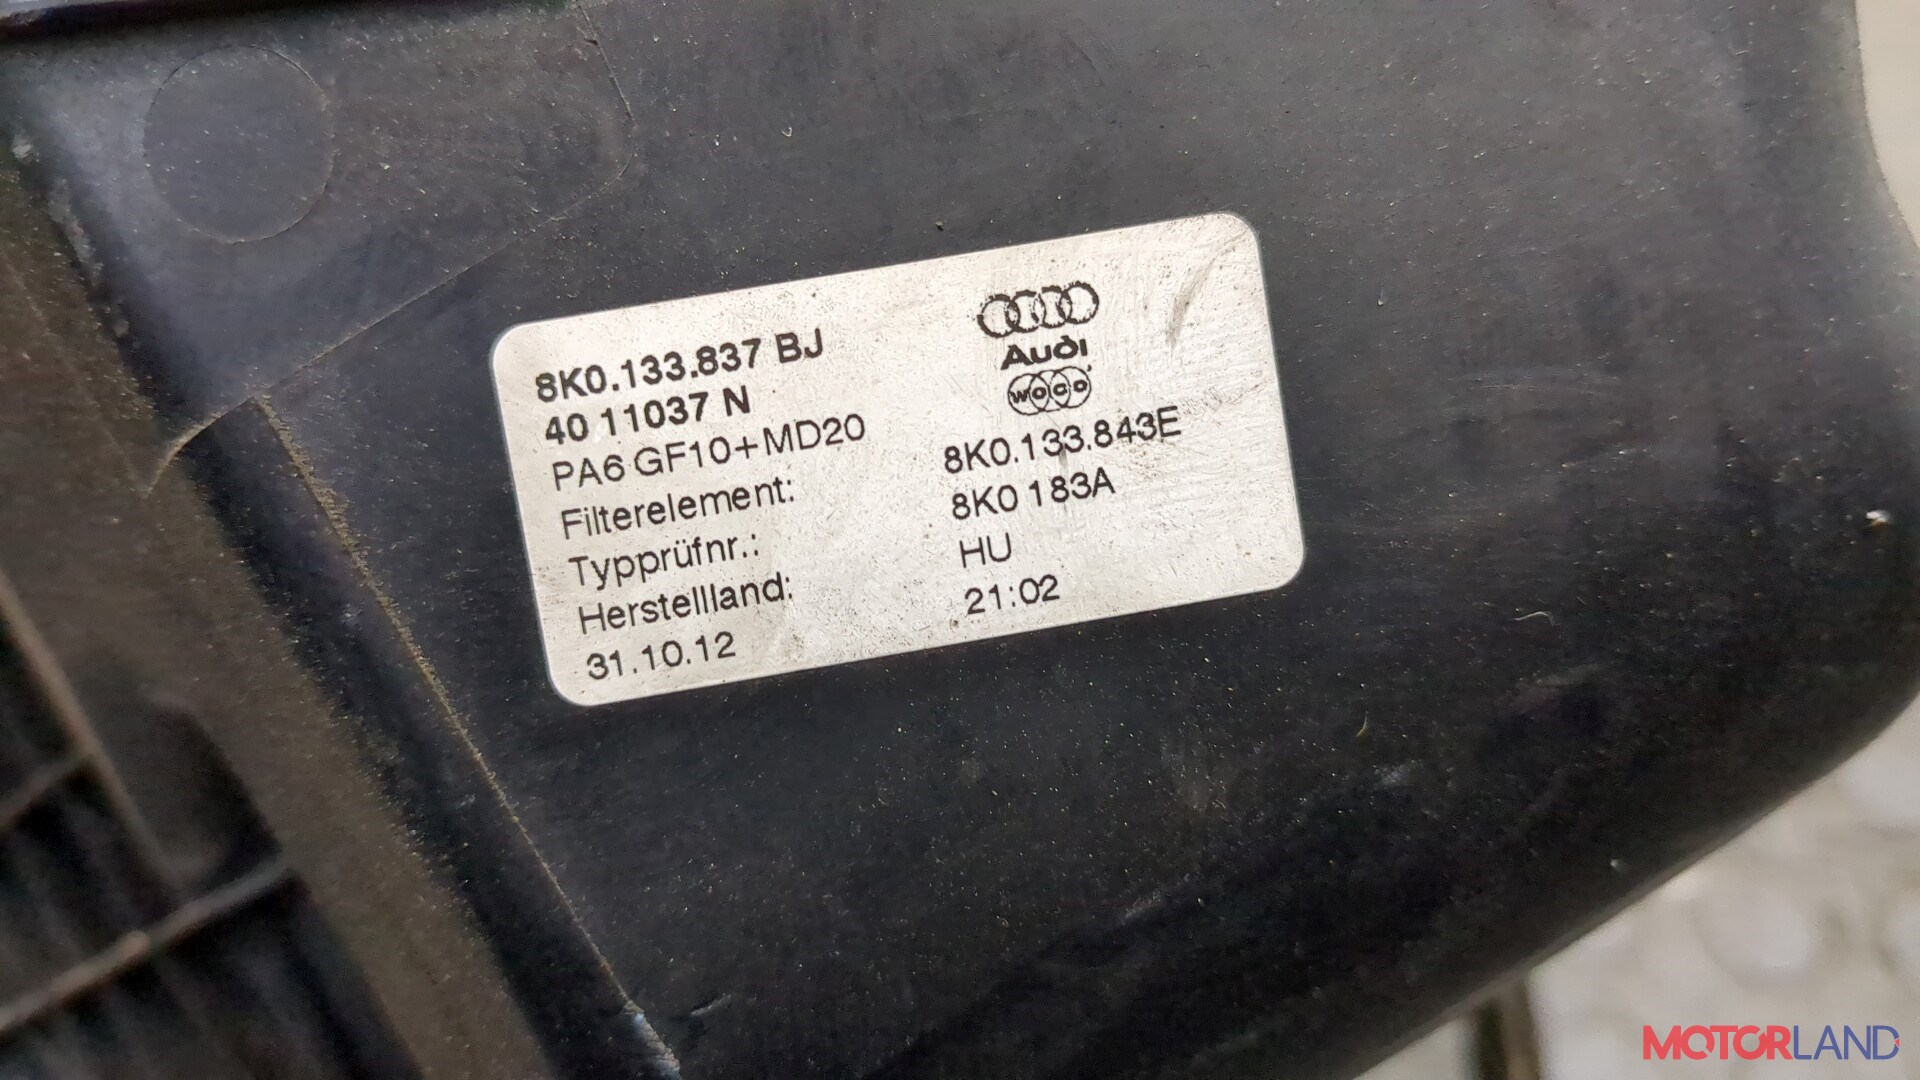 8K0.133.837 BJ
40 11037 N
PA6 GF10+MD20
Filterelement:
Typprüfnr.:
Herstellland:
31.10.12
Audi
woco
8K0.133.843E
8K0 183A
HU
21:02
MOTORLAND